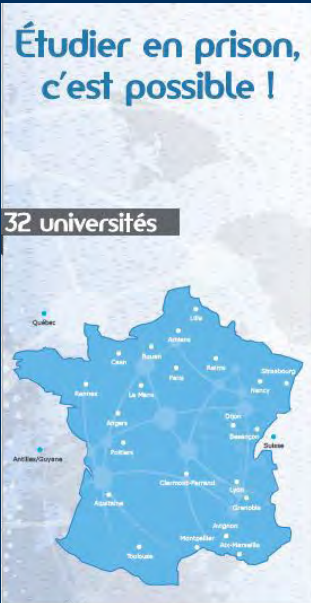 Étudier en prison,
c'est possible !
32 universités
Québec
Lille
Amiens
Caen
Rouen
Paris
Reims
Strasbourg
Nancy
Rennes
Le Mans
Angers
Dijon
Besançon
Suisse
Poitiers
Antilles/Guyane
Clermont-Ferrand
Lyon
Grenoble
Aquitaine
Avignon
Montpellier
Aix-Marseille
Toulouse